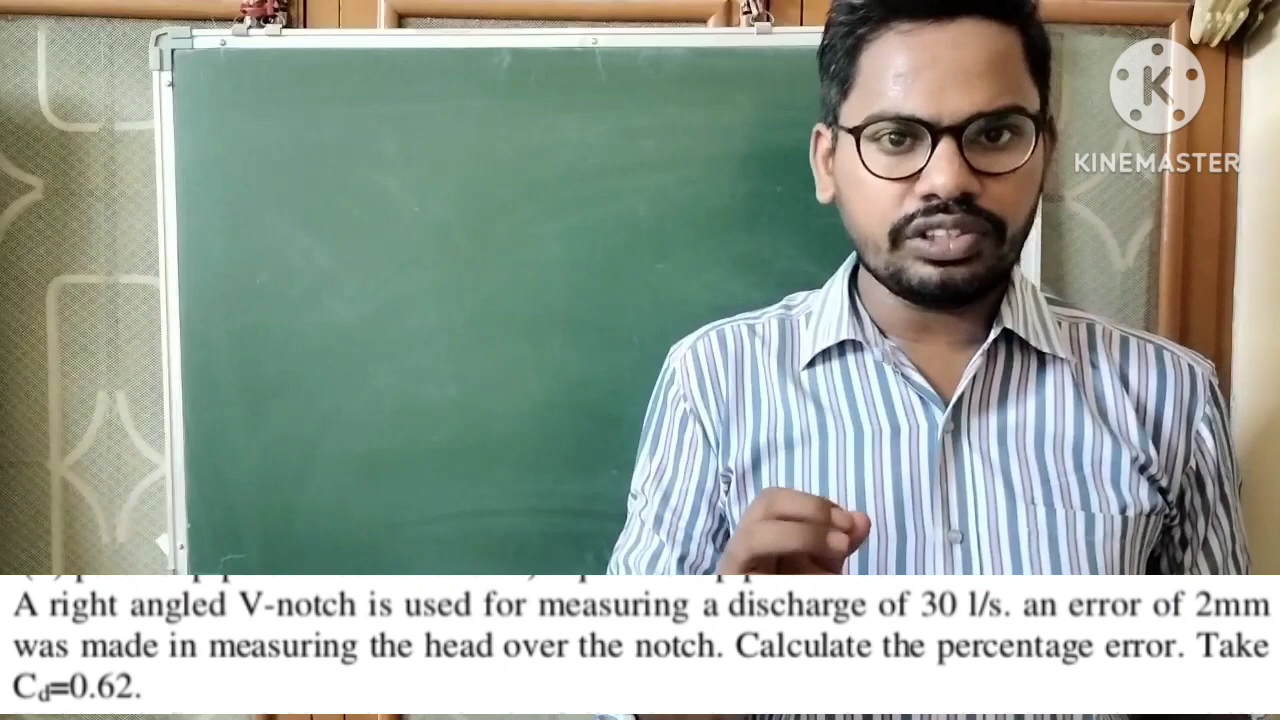 KINEMASTER
A right angled V-notch is used for measuring a discharge of 30 l/s. an error of 2mm
was made in measuring the head over the notch. Calculate the percentage error. Take
Cd=0.62.